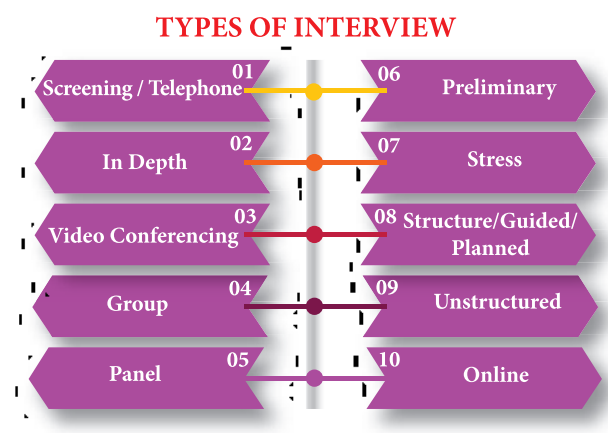 TYPES OF INTERVIEW
01
Screening / Telephone
02
In Depth
03
Video Conferencing
04
Group
05
Panel
06
Preliminary
07
Stress
08
Structure/Guided/
Planned
09
Unstructured
10
Online